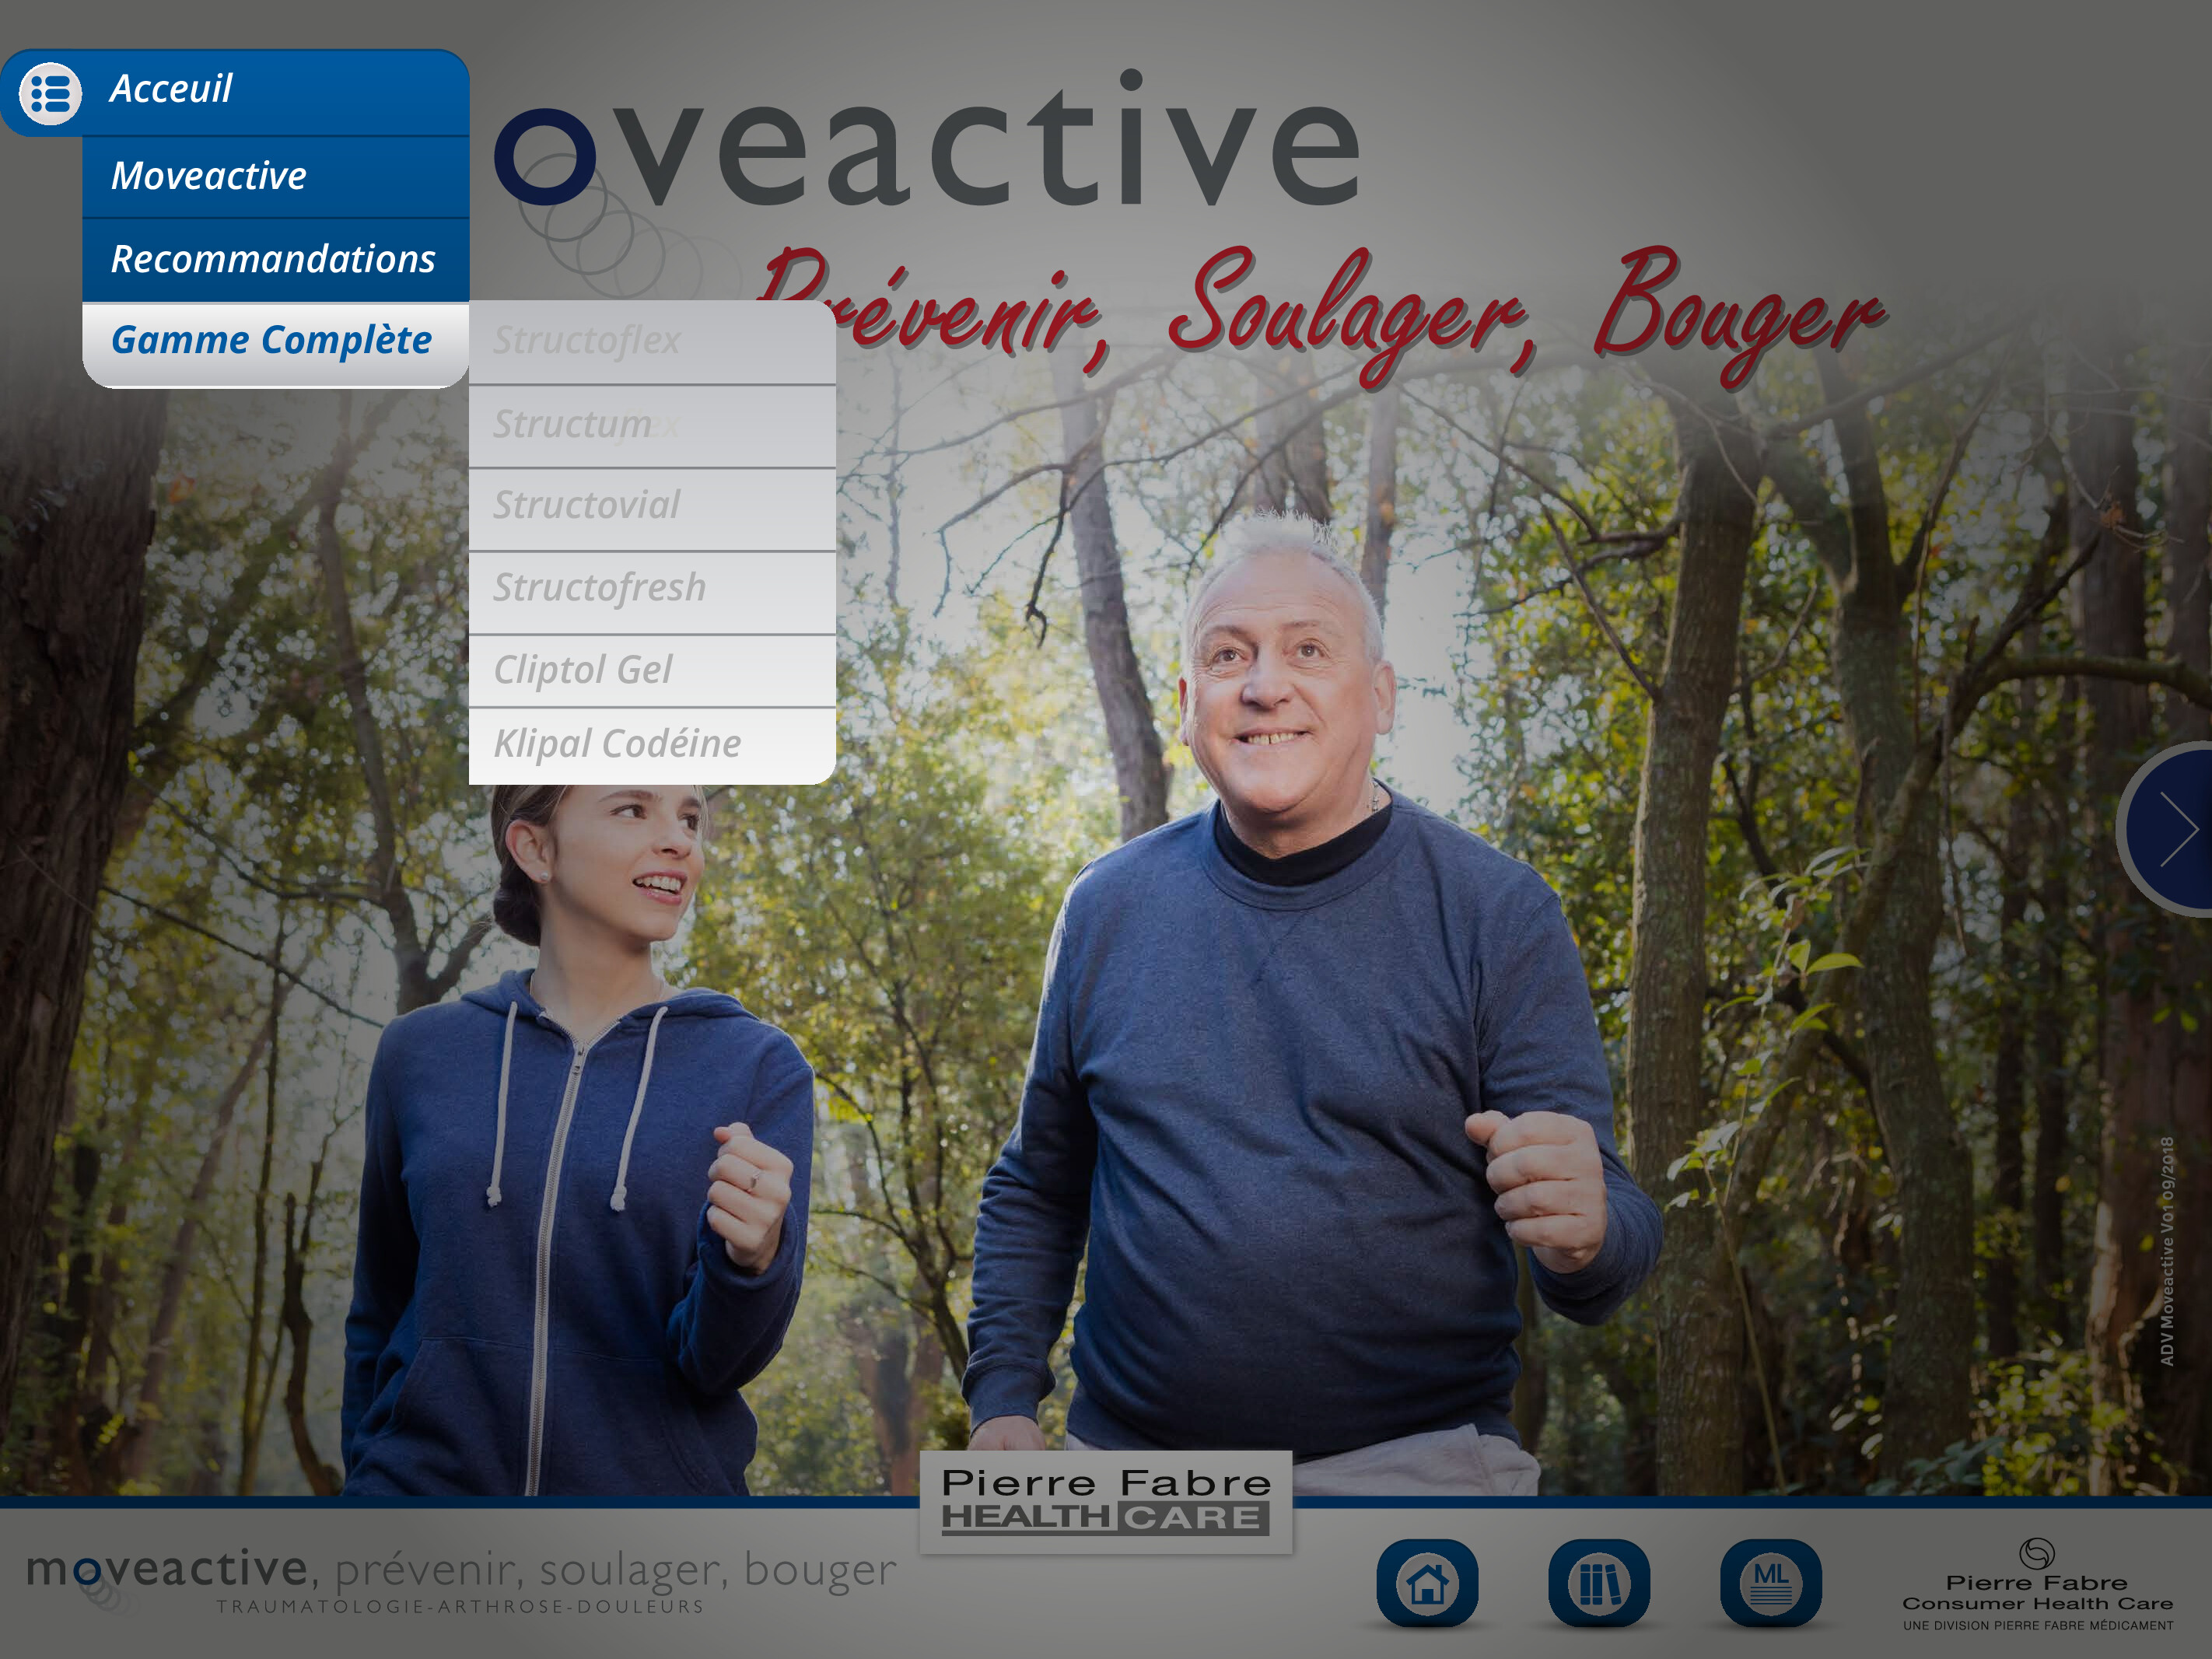 Acceuil
Moveactive
Recommandations
Gamme Complète
Structoflex
Structum
Structovial
Structofresh
Cliptol Gel
Klipal Codéine
oveactive
Prévenir, Soulager, Bouger
ADV Moveactive V01 09/2018
Pierre Fabre
HEALTH CARE
moveactive, prévenir, soulager, bouger
TRAUMATOLOGIE-ARTHROSE-DOULEURS
ML
Pierre Fabre
Consumer Health Care
UNE DIVISION PIERRE FABRE MÉDICAMENT